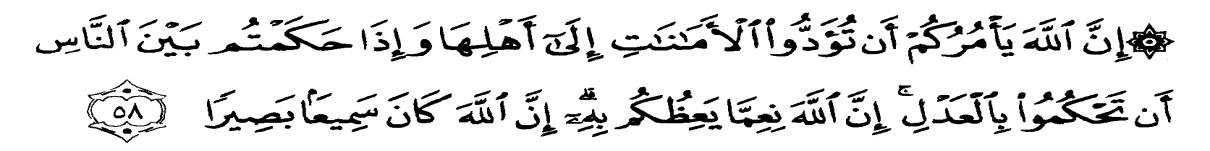 ۞إِنَّ ٱللَّهَ يَأۡمُرُكُمۡ أَن تُؤَدُّواْ ٱلۡأَمَٰنَٰتِ إِلَىٰٓ أَهۡلِهَا وَإِذَا حَكَمۡتُم بَيۡنَ ٱلنَّاسِ
أَن تَحۡكُمُواْ بِٱلۡعَدۡلِۚ إِنَّ ٱللَّهَ نِعِمَّا يَعِظُكُم بِهِۦٓۗ إِنَّ ٱللَّهَ كَانَ سَمِيعَۢا بَصِيرٗا ٥٨